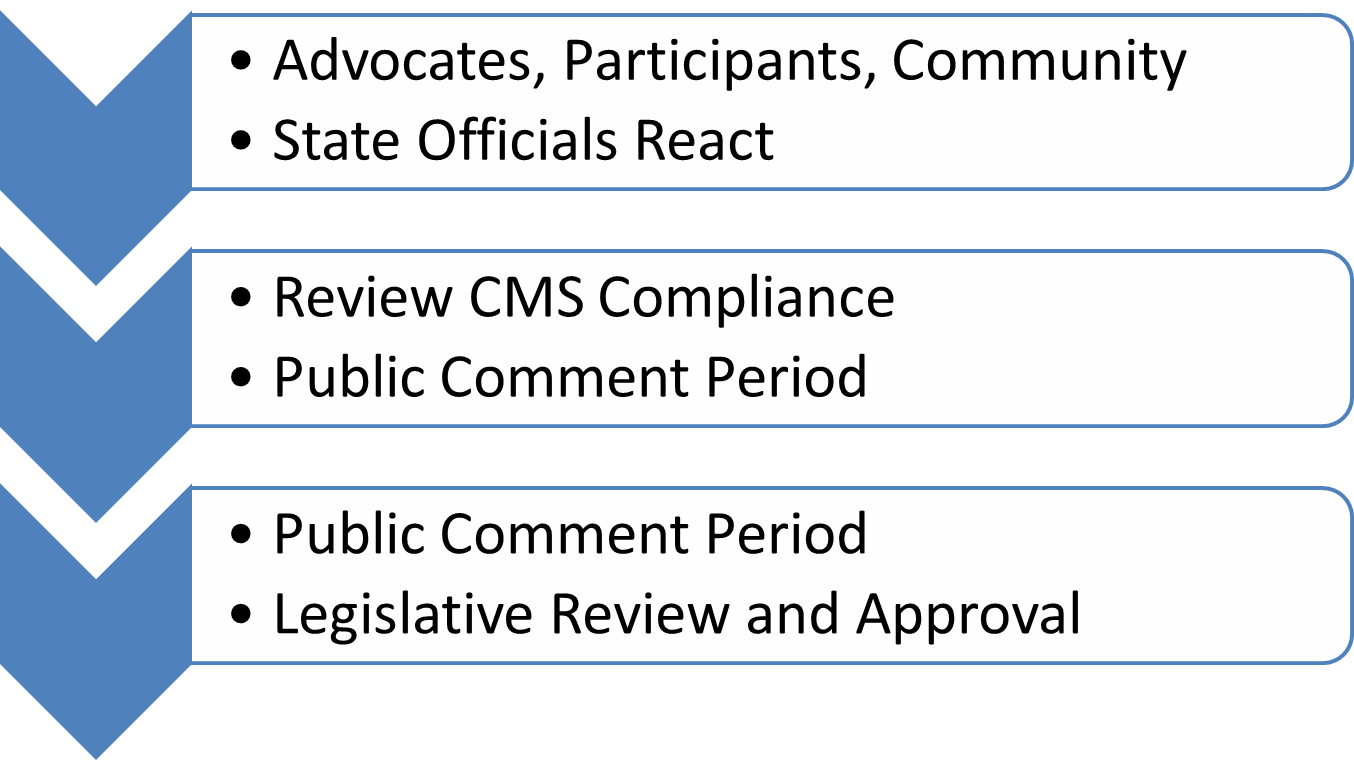 • Advocates, Participants, Community
• State Officials React
• Review CMS Compliance
• Public Comment Period
• Public Comment Period
• Legislative Review and Approval